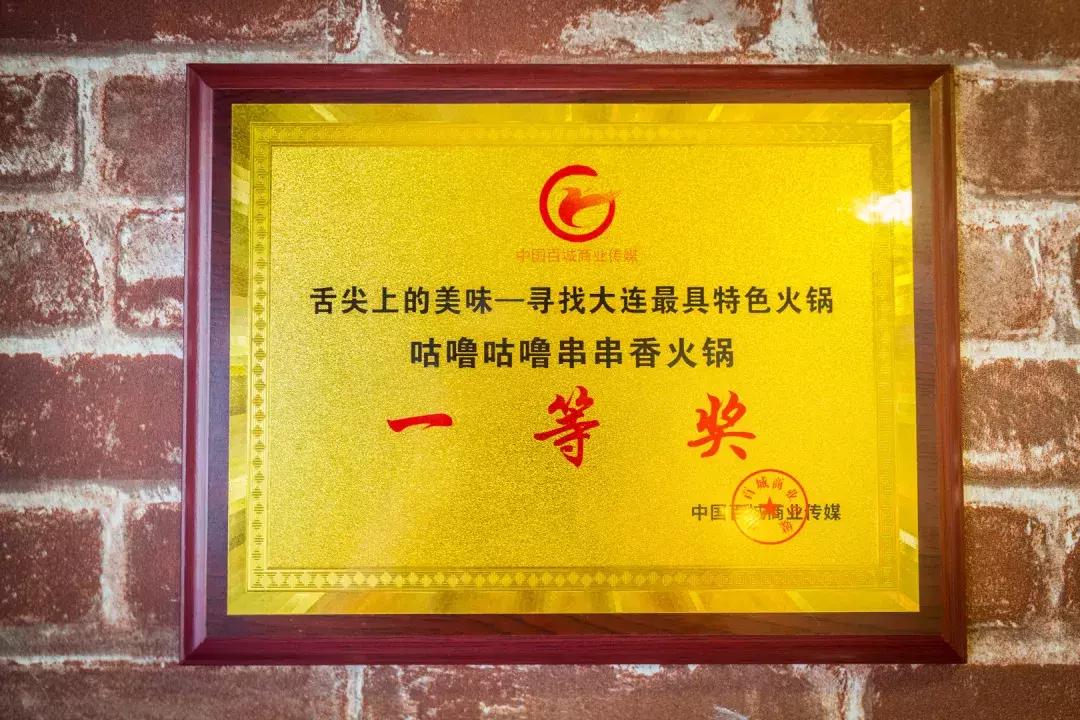 中国百诚商业传媒
舌尖上的美味—寻找大连最具特色火锅
咕噜咕噜串串香火锅
一等奖
中国百诚商业传媒